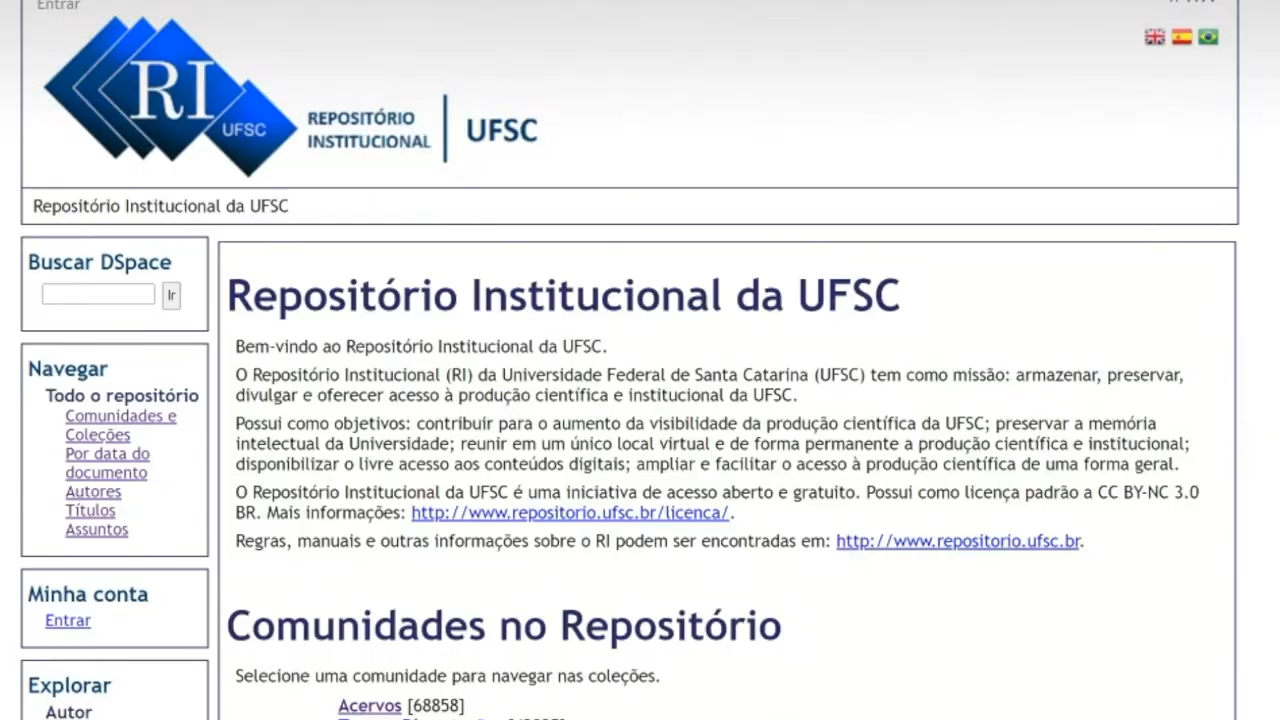 Entrar
RI
UFSC
REPOSITÓRIO
INSTITUCIONAL
UFSC
Repositório Institucional da UFSC
Buscar DSpace
Ir
Navegar
Todo o repositório
Comunidades e
Coleções
Por data do
documento
Autores
Títulos
Assuntos
Minha conta
Entrar
Explorar
Autor
Repositório Institucional da UFSC
Bem-vindo ao Repositório Institucional da UFSC.
O Repositório Institucional (RI) da Universidade Federal de Santa Catarina (UFSC) tem como missão: armazenar, preservar,
divulgar e oferecer acesso à produção científica e institucional da UFSC.
Possui como objetivos: contribuir para o aumento da visibilidade da produção científica da UFSC; preservar a memória
intelectual da Universidade; reunir em um único local virtual e de forma permanente a produção científica e institucional;
disponibilizar o livre acesso aos conteúdos digitais; ampliar e facilitar o acesso à produção científica de uma forma geral.
O Repositório Institucional da UFSC é uma iniciativa de acesso aberto e gratuito. Possui como licença padrão a CC BY-NC 3.0
BR. Mais informações: http://www.repositorio.ufsc.br/licenca/.
Regras, manuais e outras informações sobre o RI podem ser encontradas em: http://www.repositorio.ufsc.br.
Comunidades no Repositório
Selecione uma comunidade para navegar nas coleções.
Acervos [68858]